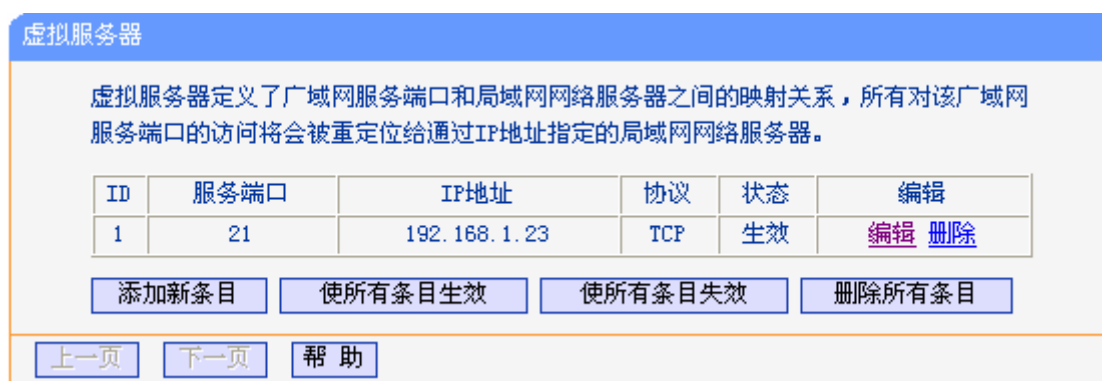 虚拟服务器
虚拟服务器定义了广域网服务端口和局域网网络服务器之间的映射关系，所有对该广域网
服务端口的访问将会被重定位给通过IP地址指定的局域网网络服务器。
ID 服务端口 IP地址 协议 状态 编辑
1 21 192.168.1.23 TCP 生效 编辑 删除
添加新条目 使所有条目生效 使所有条目失效 删除所有条目
上一页 下一页 帮 助